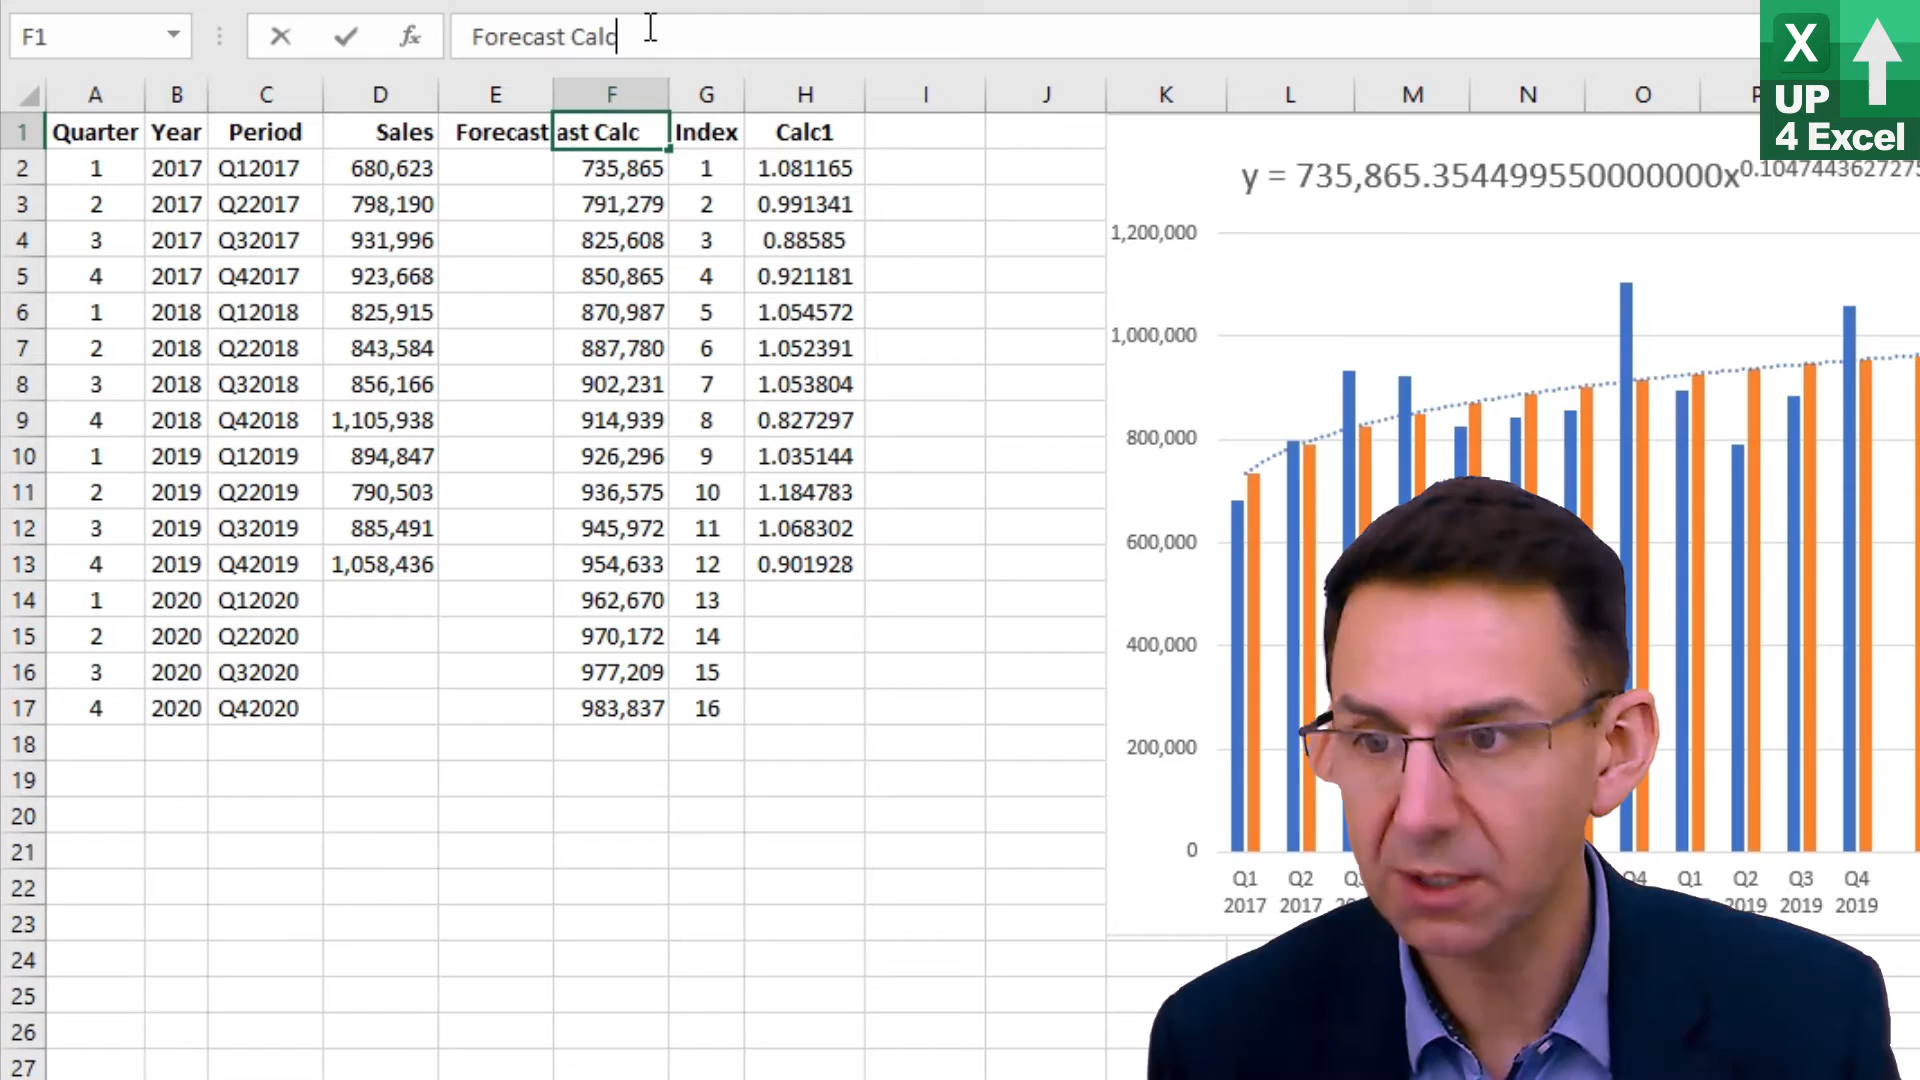 F1 fx Forecast Calc
X
UP
4 Excel
A B C D E F G H I J K L M N O
1 Quarter Year Period Sales Forecast ast Calc Index Calc1
2 1 2017 Q12017 680,623 735,865 1 1.081165
3 2 2017 Q22017 798,190 791,279 2 0.991341
4 3 2017 Q32017 931,996 825,608 3 0.88585
5 4 2017 Q42017 923,668 850,865 4 0.921181
6 1 2018 Q12018 825,915 870,987 5 1.054572
7 2 2018 Q22018 843,584 887,780 6 1.052391
8 3 2018 Q32018 856,166 902,231 7 1.053804
9 4 2018 Q42018 1,105,938 914,939 8 0.827297
10 1 2019 Q12019 894,847 926,296 9 1.035144
11 2 2019 Q22019 790,503 936,575 10 1.184783
12 3 2019 Q32019 885,491 945,972 11 1.068302
13 4 2019 Q42019 1,058,436 954,633 12 0.901928
14 1 2020 Q12020 962,670 13
15 2 2020 Q22020 970,172 14
16 3 2020 Q32020 977,209 15
17 4 2020 Q42020 983,837 16
18
19
20
21
22
23
24
25
26
27
y = 735,865.354499550000000x^0.1047443627275
1,200,000
1,000,000
800,000
600,000
400,000
200,000
0
Q1 Q2 Q4 Q1 Q2 Q3 Q4
2017 2017 2019 2019 2019